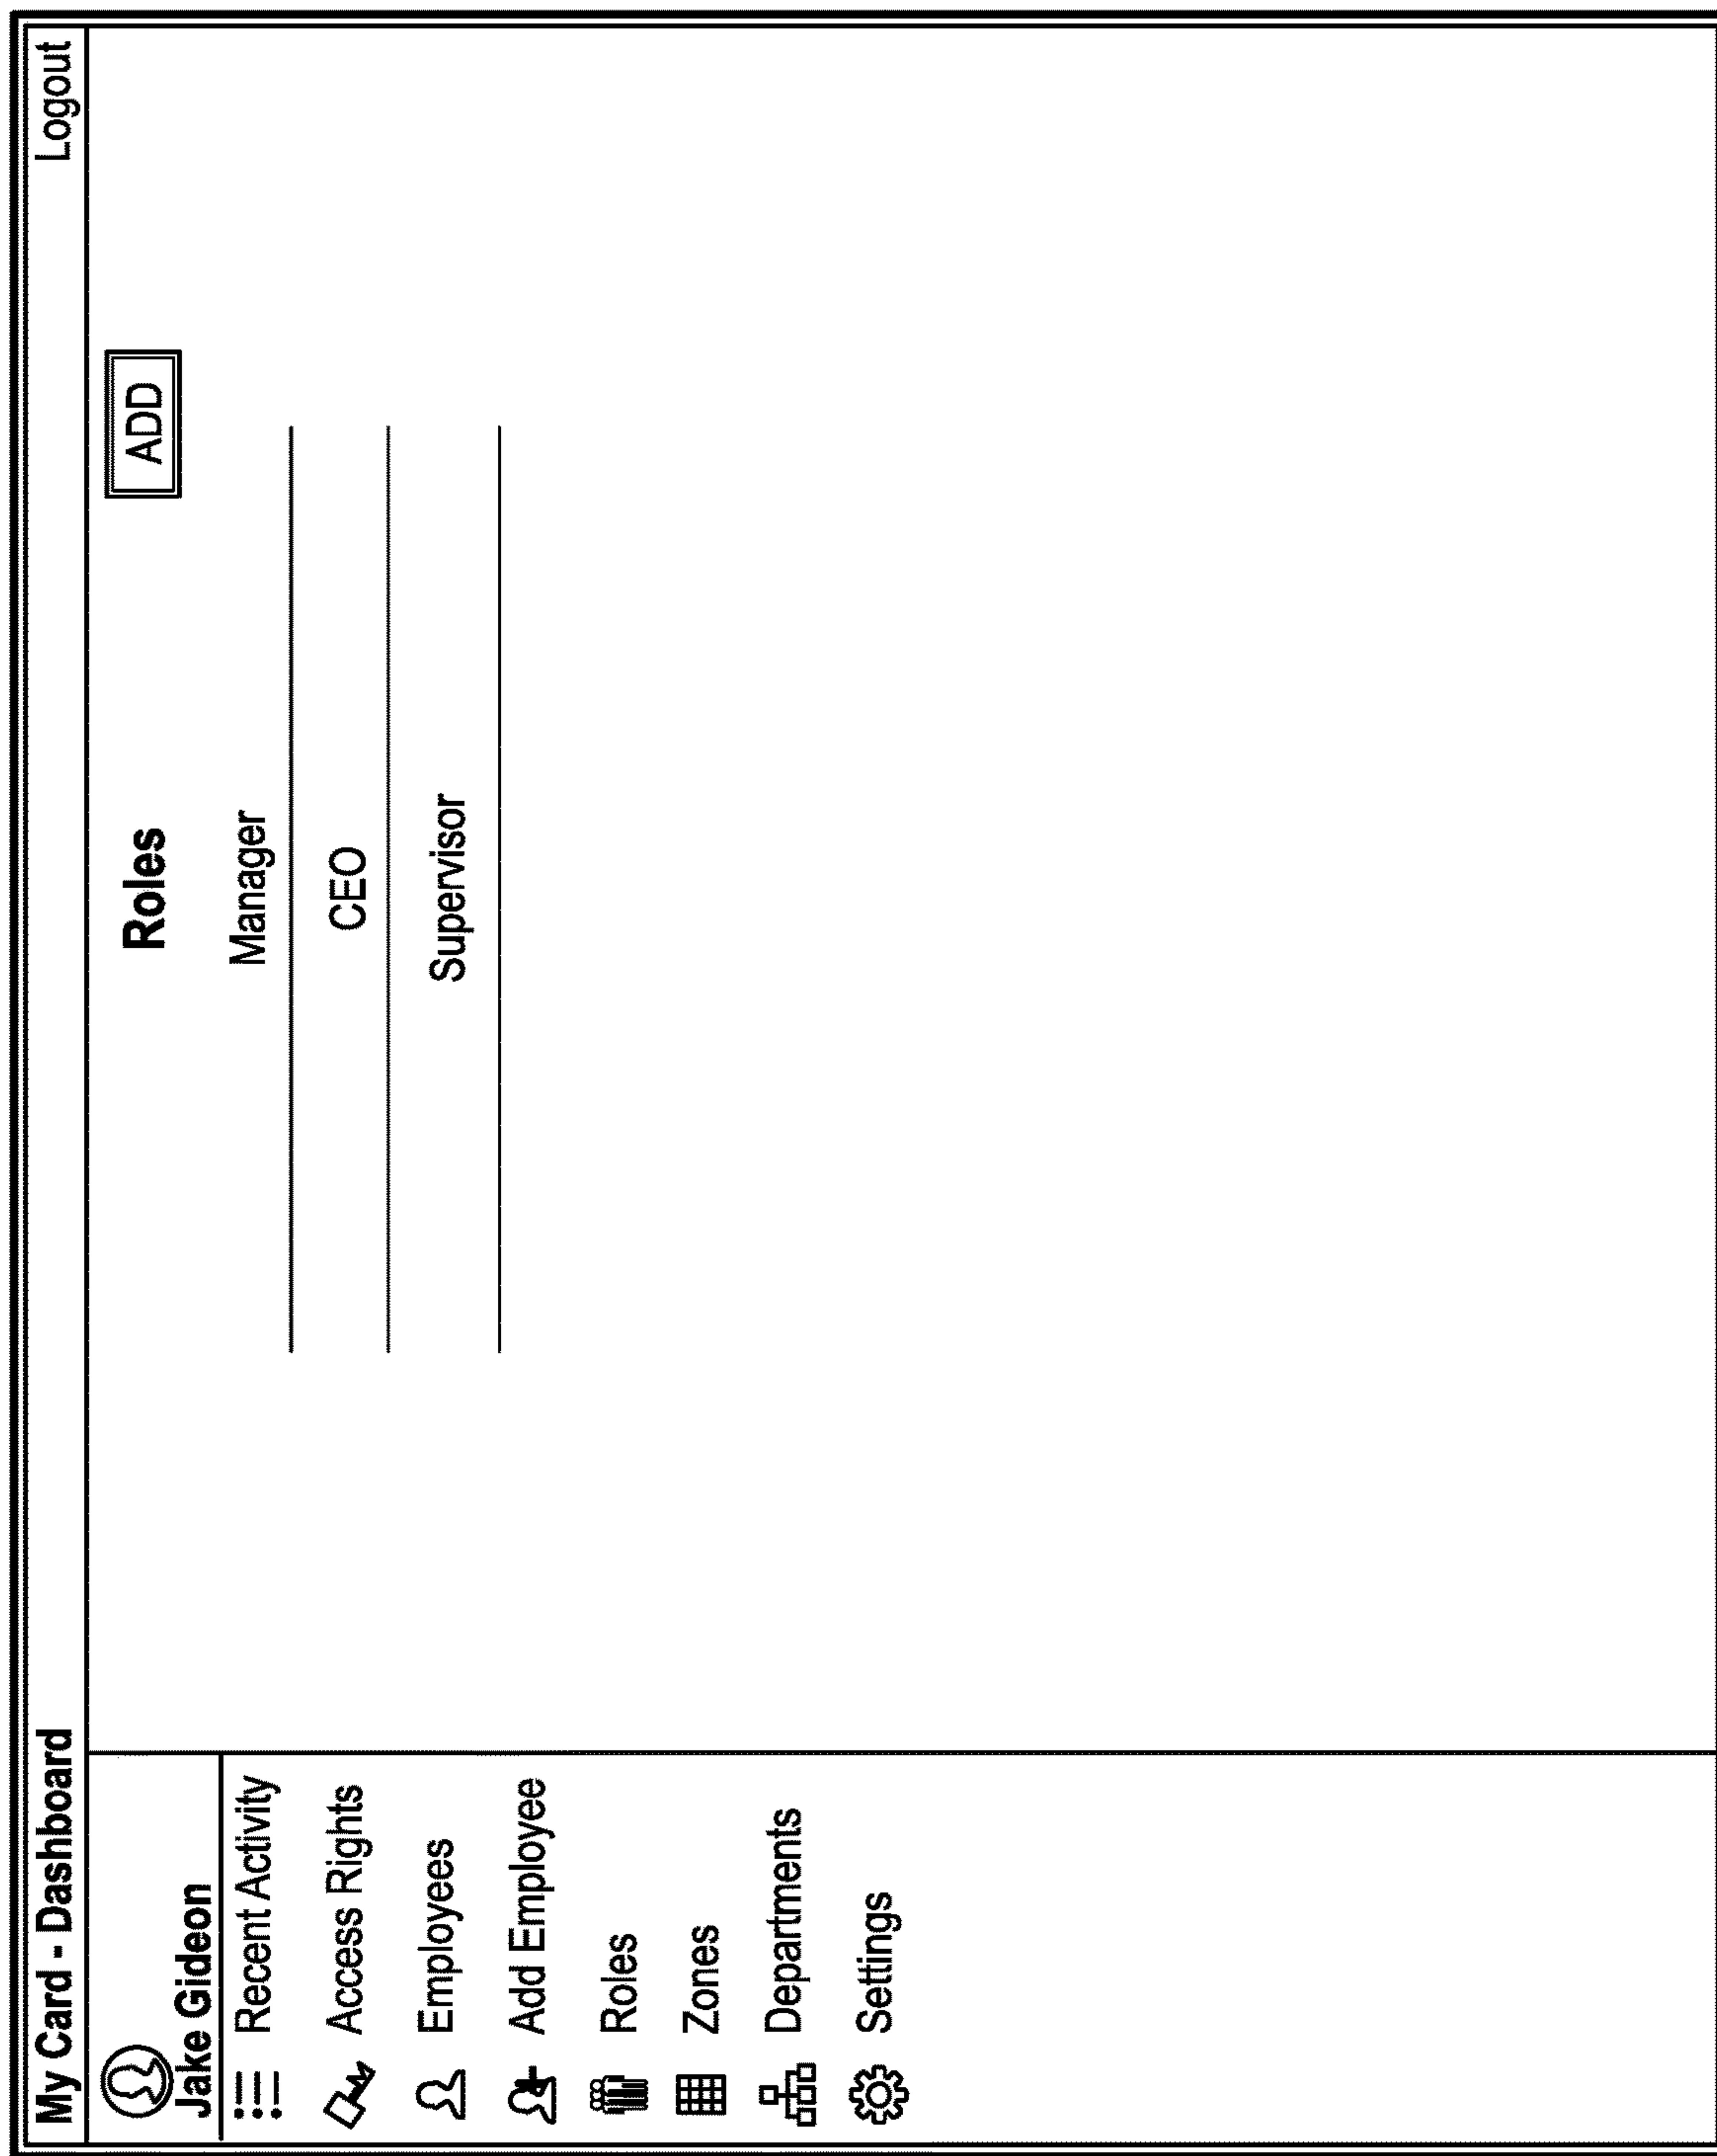 My Card - Dashboard
Logout
Jake Gideon
Recent Activity
Access Rights
Employees
Add Employee
Roles
Zones
Departments
Settings
Roles
ADD
Manager
CEO
Supervisor